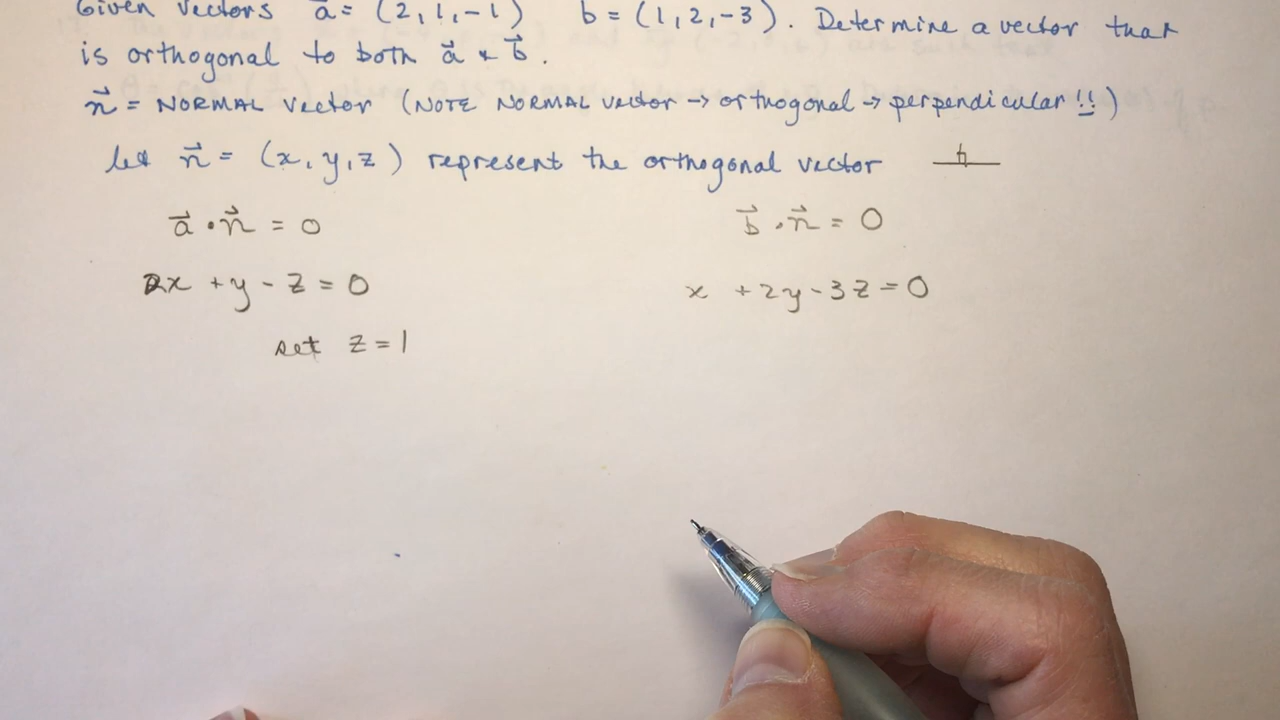 Given vectors a⃗ = (2, 1, -1) b = (1, 2, -3). Determine a vector that
is orthogonal to both a⃗ & b⃗.
n⃗ = NORMAL vector (NOTE NORMAL vector → orthogonal → perpendicular !!)
let n⃗ = (x, y, z) represent the orthogonal vector
a⃗ · n⃗ = 0
b⃗ · n⃗ = 0
2x + y - z = 0
x + 2y - 3z = 0
set z = 1